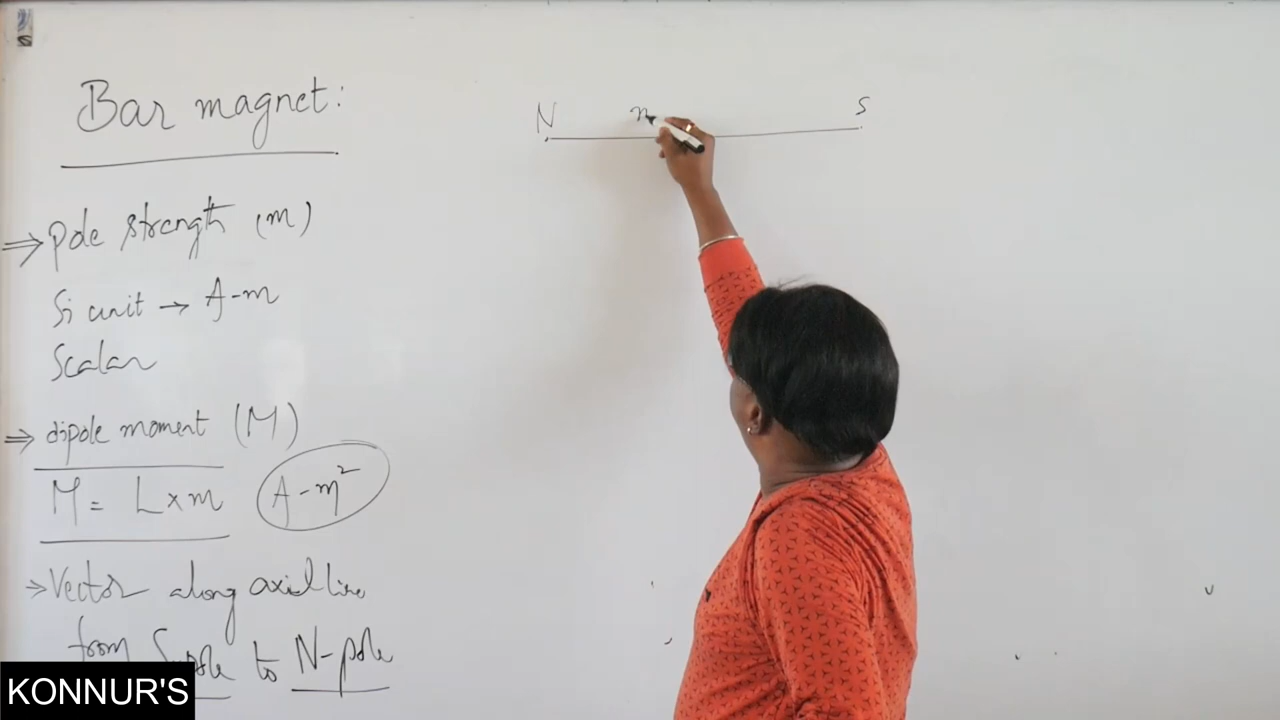 Bar magnet:
⇒ pole strength (m)
Si unit → A-m
Scalar
⇒ dipole moment (M)
M = L×m A-m²
→ Vector along axial line
from S-pole to N-pole
N m S
KONNUR'S